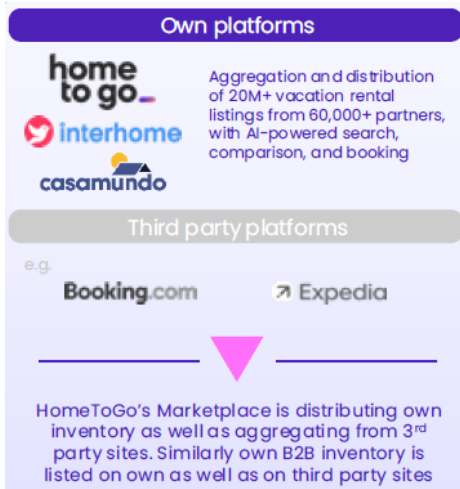 Own platforms
home
to go_
interhome
casamundo
Aggregation and distribution
of 20M+ vacation rental
listings from 60,000+ partners,
with AI-powered search,
comparison, and booking
Third party platforms
e.g.
Booking.com
Expedia
HomeToGo's Marketplace is distributing own
inventory as well as aggregating from 3rd
party sites. Similarly own B2B inventory is
listed on own as well as on third party sites